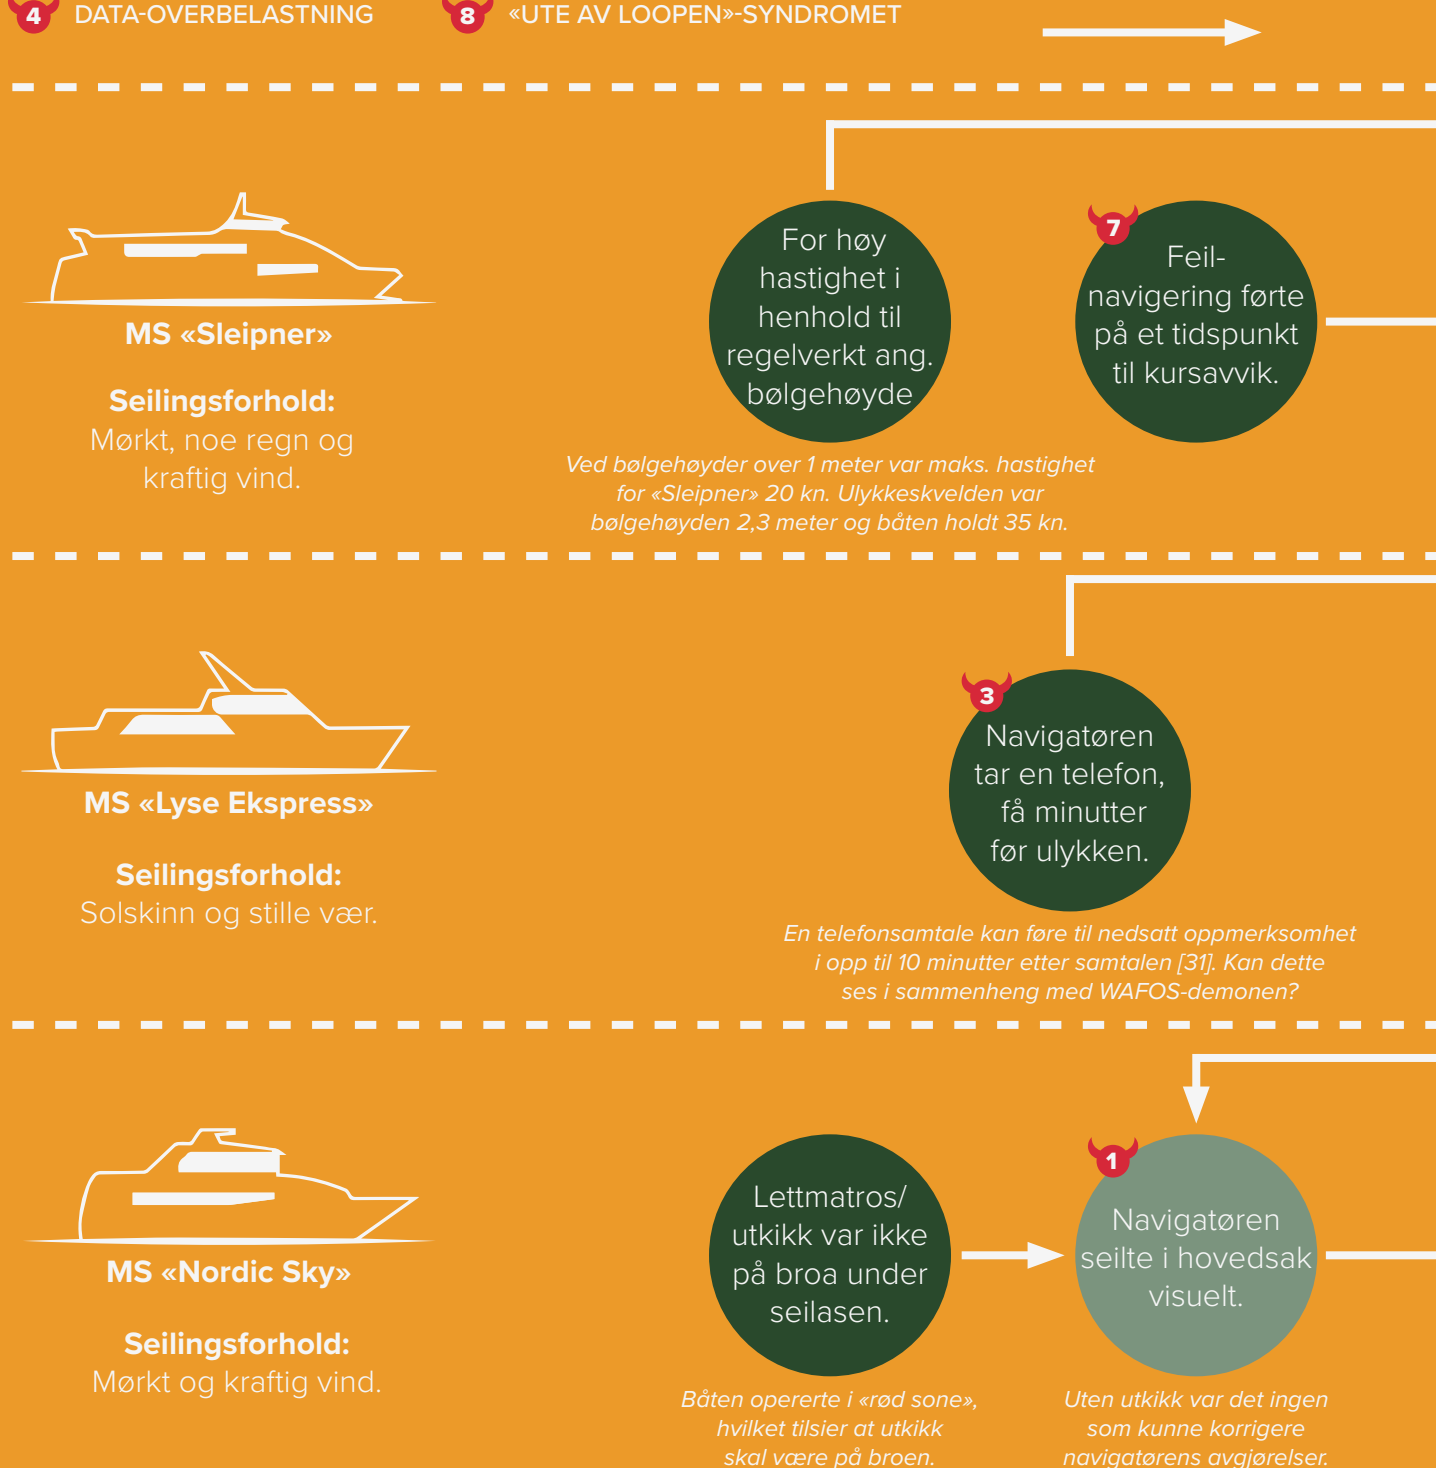 4 DATA-OVERBELASTNING
8 «UTE AV LOOPEN»-SYNDROMET
MS «Sleipner»
Seilingsforhold:
Mørkt, noe regn og
kraftig vind.
For høy
hastighet i
henhold til
regelverkt ang.
bølgehøyde
Ved bølgehøyder over 1 meter var maks. hastighet
for «Sleipner» 20 kn. Ulykkeskvelden var
bølgehøyden 2,3 meter og båten holdt 35 kn.
7
Feil-
navigering førte
på et tidspunkt
til kursavvik.
MS «Lyse Ekspress»
Seilingsforhold:
Solskinn og stille vær.
3
Navigatøren
tar en telefon,
få minutter
før ulykken.
En telefonsamtale kan føre til nedsatt oppmerksomhet
i opp til 10 minutter etter samtalen [31]. Kan dette
ses i sammenheng med WAFOS-demonen?
MS «Nordic Sky»
Seilingsforhold:
Mørkt og kraftig vind.
Lettmatros/
utkikk var ikke
på broa under
seilasen.
Båten opererte i «rød sone»,
hvilket tilsier at utkikk
skal være på broen.
1
Navigatøren
seilte i hovedsak
visuelt.
Uten utkikk var det ingen
som kunne korrigere
navigatørens avgjørelser.